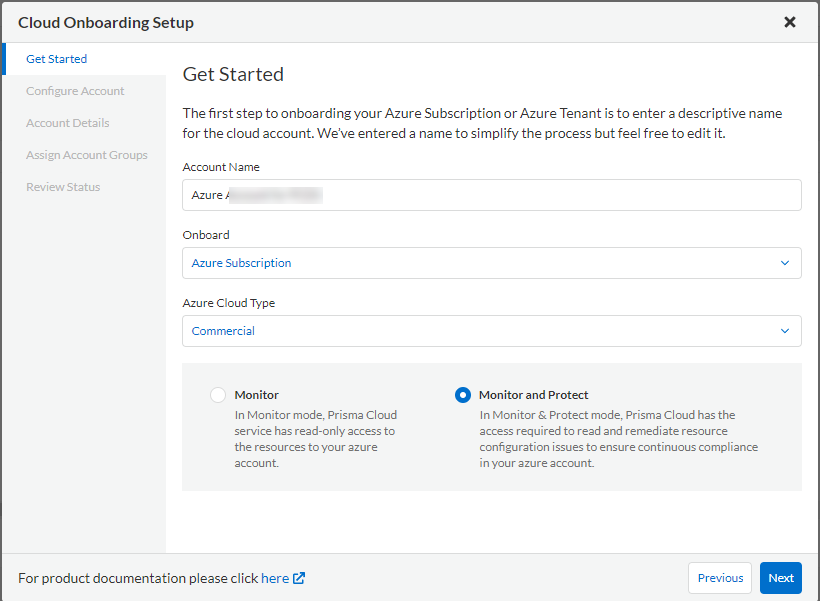 Cloud Onboarding Setup
Get Started
Configure Account
Account Details
Assign Account Groups
Review Status
Get Started
The first step to onboarding your Azure Subscription or Azure Tenant is to enter a descriptive name
for the cloud account. We've entered a name to simplify the process but feel free to edit it.
Account Name
Azure
Onboard
Azure Subscription
Azure Cloud Type
Commercial
Monitor
In Monitor mode, Prisma Cloud
service has read-only access to
the resources to your azure
account.
Monitor and Protect
In Monitor & Protect mode, Prisma Cloud has the
access required to read and remediate resource
configuration issues to ensure continuous compliance
in your azure account.
For product documentation please click here
Previous
Next